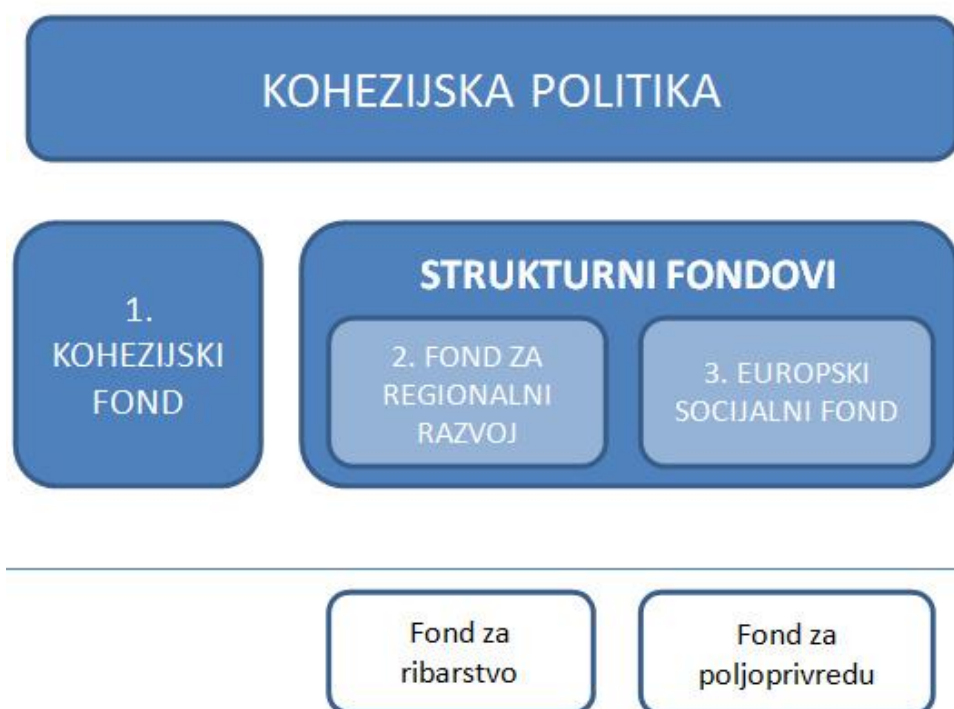 KOHEZIJSKA POLITIKA
1.
KOHEZIJSKI
FOND
STRUKTURNI FONDOVI
2. FOND ZA
REGIONALNI
RAZVOJ
3. EUROPSKI
SOCIJALNI FOND
Fond za
ribarstvo
Fond za
poljoprivredu